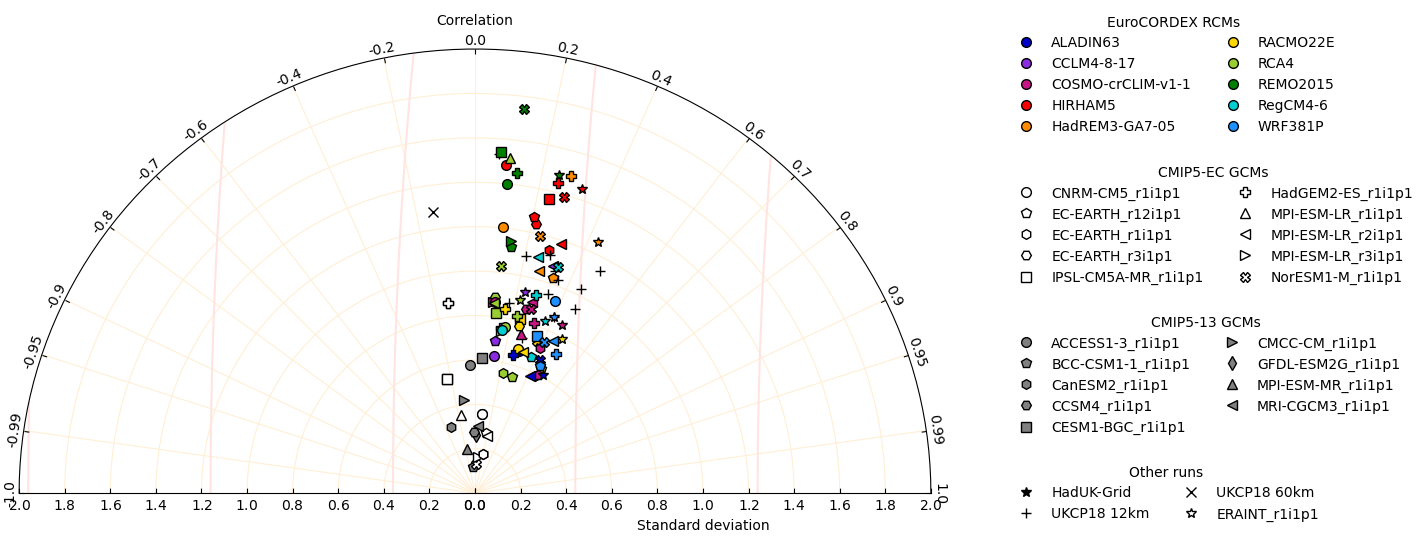 Correlation
0.0
-0.2
0.2
-0.4
0.4
-0.6
0.6
-0.7
0.7
-0.8
0.8
-0.9
0.9
-0.95
0.95
-0.99
0.99
-1.0
1.0
2.0 1.8 1.6 1.4 1.2 1.0 0.8 0.6 0.4 0.2 0.0 0.2 0.4 0.6 0.8 1.0 1.2 1.4 1.6 1.8 2.0
Standard deviation
EuroCORDEX RCMs
ALADIN63 RACMO22E
CCLM4-8-17 RCA4
COSMO-crCLIM-v1-1 REMO2015
HIRHAM5 RegCM4-6
HadREM3-GA7-05 WRF381P
CMIP5-EC GCMs
CNRM-CM5_r1i1p1 HadGEM2-ES_r1i1p1
EC-EARTH_r12i1p1 MPI-ESM-LR_r1i1p1
EC-EARTH_r1i1p1 MPI-ESM-LR_r2i1p1
EC-EARTH_r3i1p1 MPI-ESM-LR_r3i1p1
IPSL-CM5A-MR_r1i1p1 NorESM1-M_r1i1p1
CMIP5-13 GCMs
ACCESS1-3_r1i1p1 CMCC-CM_r1i1p1
BCC-CSM1-1_r1i1p1 GFDL-ESM2G_r1i1p1
CanESM2_r1i1p1 MPI-ESM-MR_r1i1p1
CCSM4_r1i1p1 MRI-CGCM3_r1i1p1
CESM1-BGC_r1i1p1
Other runs
HadUK-Grid UKCP18 60km
UKCP18 12km ERAINT_r1i1p1